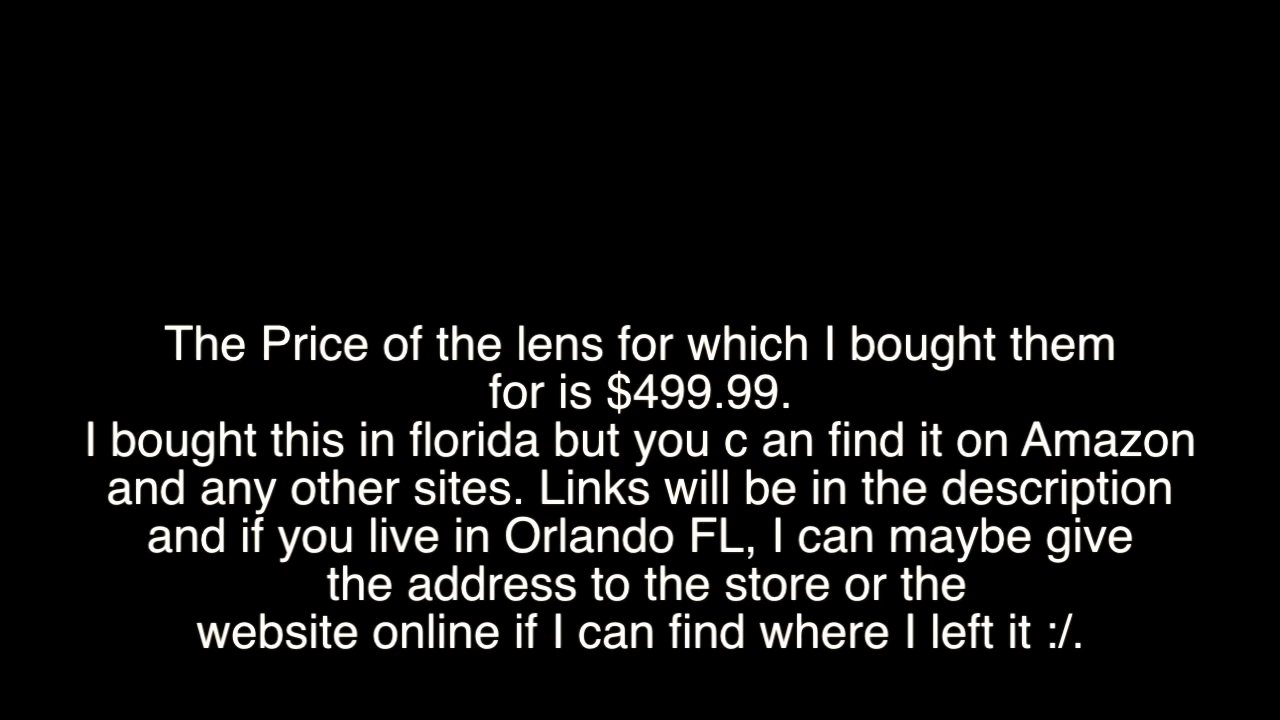 The Price of the lens for which I bought them
for is $499.99.
I bought this in florida but you c an find it on Amazon
and any other sites. Links will be in the description
and if you live in Orlando FL, I can maybe give
the address to the store or the
website online if I can find where I left it :/.